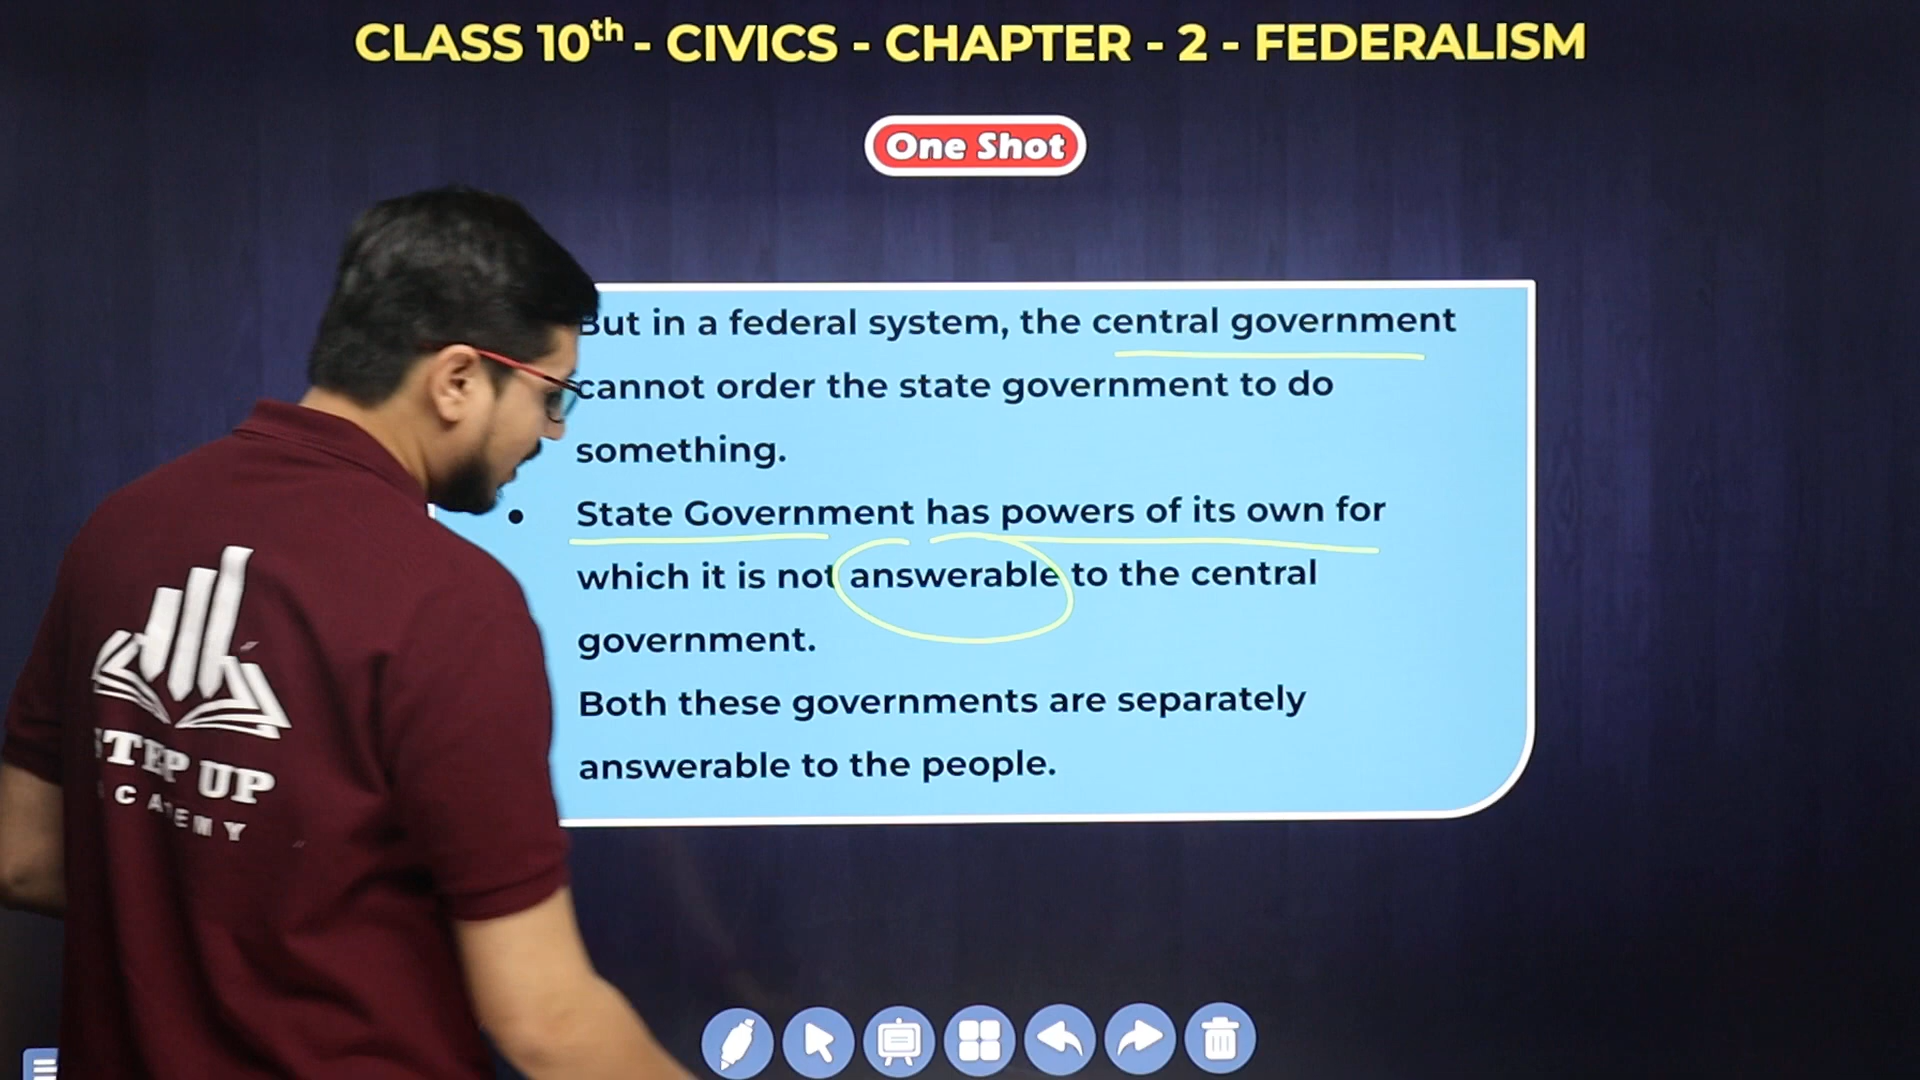 CLASS 10th - CIVICS - CHAPTER - 2 - FEDERALISM
One Shot
But in a federal system, the central government
cannot order the state government to do
something.
• State Government has powers of its own for
which it is not answerable to the central
government.
Both these governments are separately
answerable to the people.
STEP UP
ACADEMY